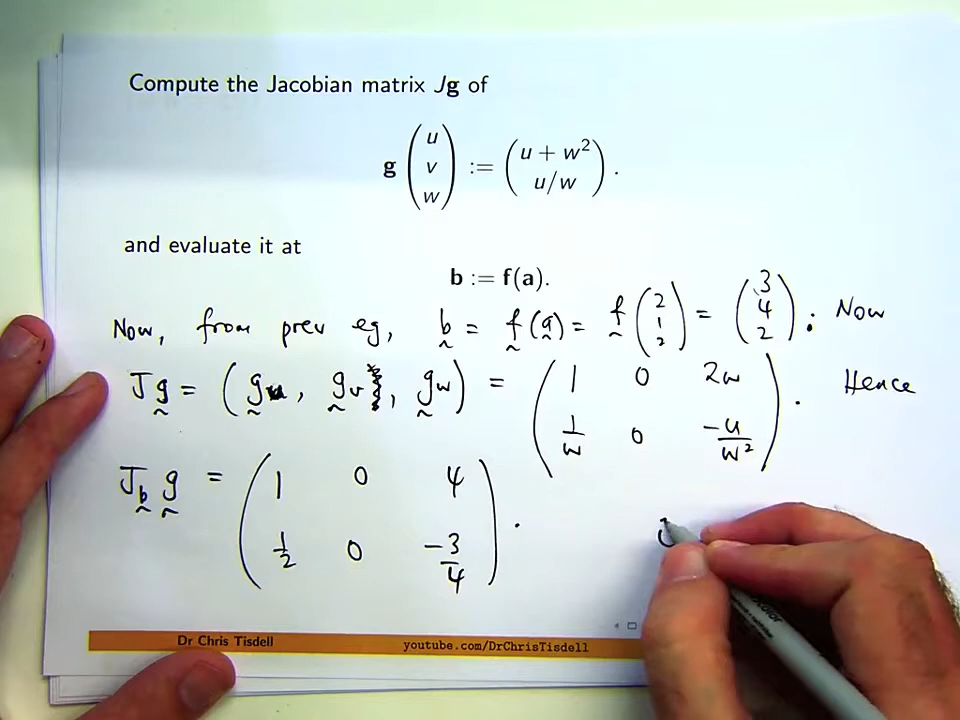 Compute the Jacobian matrix Jg of
g (u v w) := (u + w² u/w) .
and evaluate it at
b := f(a).
Now, from prev eg, b = f(a) = f (2 1 2) = (3 4 2) . Now
Jg = (gu, gv, gw) = (1 0 2w 1/w 0 -u/w²) . Hence
J_b g = (1 0 4 1/2 0 -3/4) .
Dr Chris Tisdell youtube.com/DrChrisTisdell